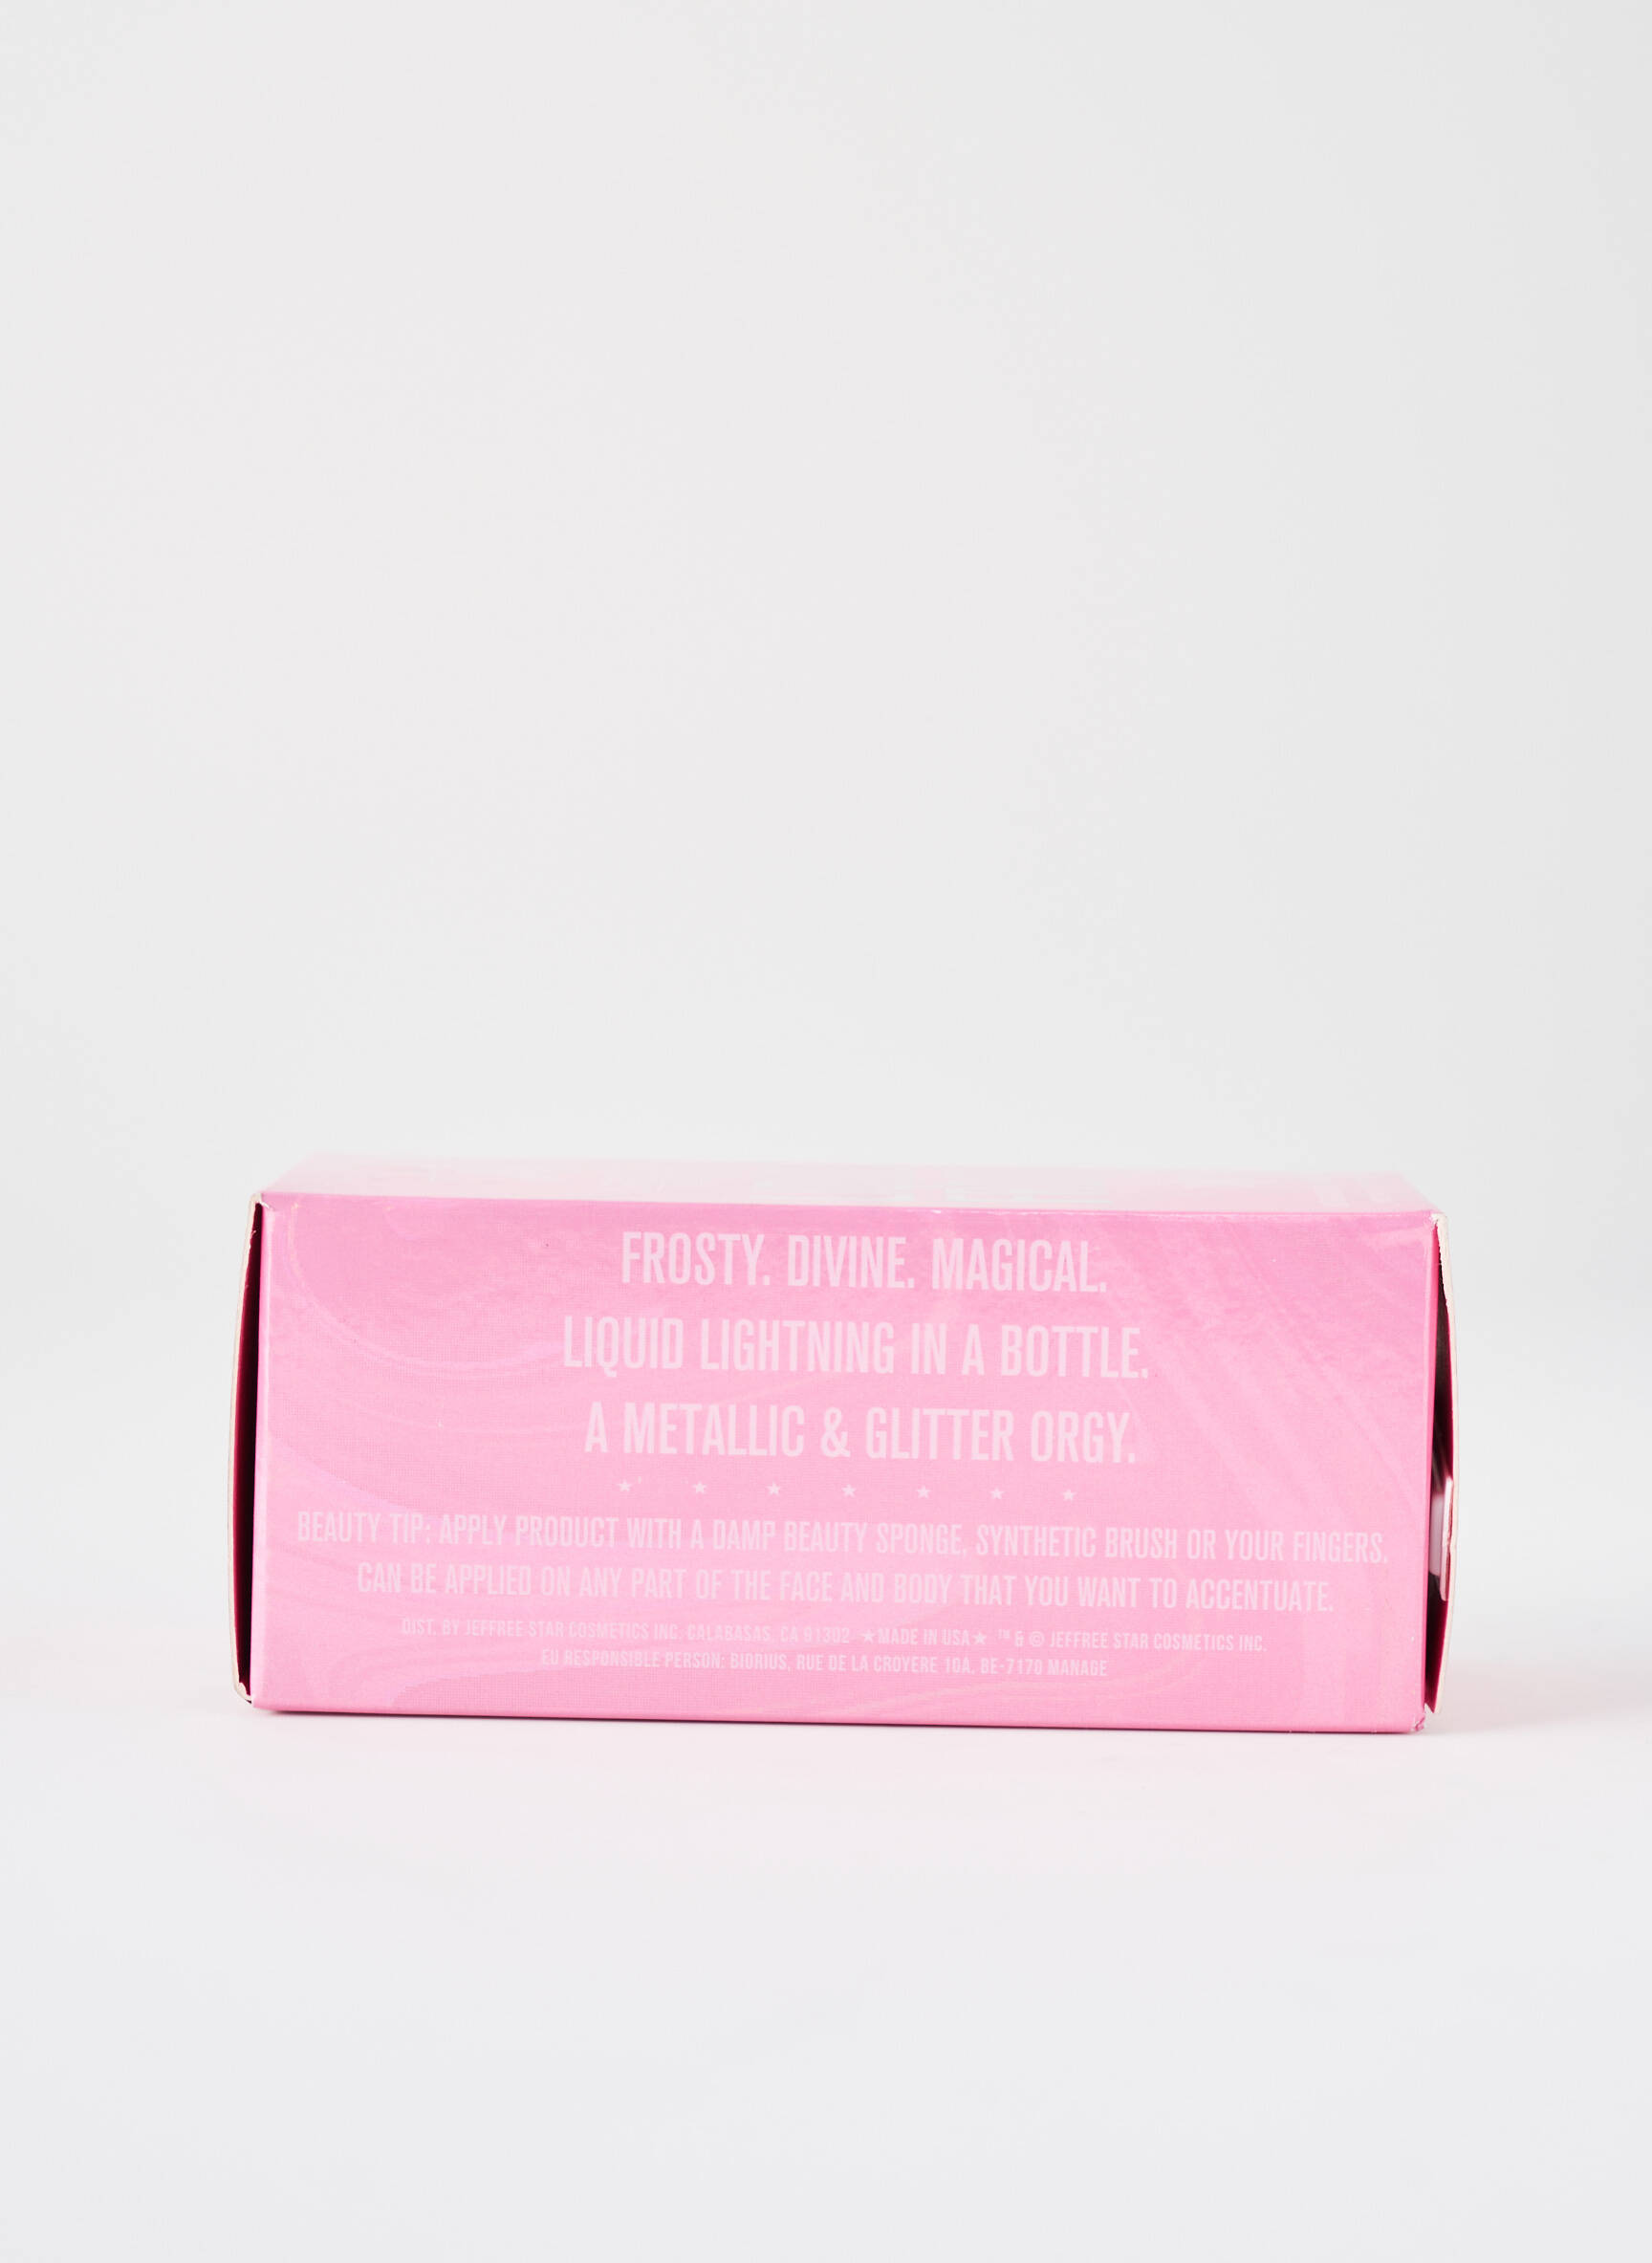 FROSTY. DIVINE. MAGICAL.
LIQUID LIGHTNING IN A BOTTLE.
A METALLIC & GLITTER ORGY.
★ ★ ★ ★ ★ ★ ★
BEAUTY TIP: APPLY PRODUCT WITH A DAMP BEAUTY SPONGE, SYNTHETIC BRUSH OR YOUR FINGERS.
CAN BE APPLIED ON ANY PART OF THE FACE AND BODY THAT YOU WANT TO ACCENTUATE.
DIST. BY JEFFREE STAR COSMETICS INC. CALABASAS, CA 91302 ★MADE IN USA★ ™ & © JEFFREE STAR COSMETICS INC.
EU RESPONSIBLE PERSON: BIORIUS, RUE DE LA CROYERE 10A, BE-7170 MANAGE